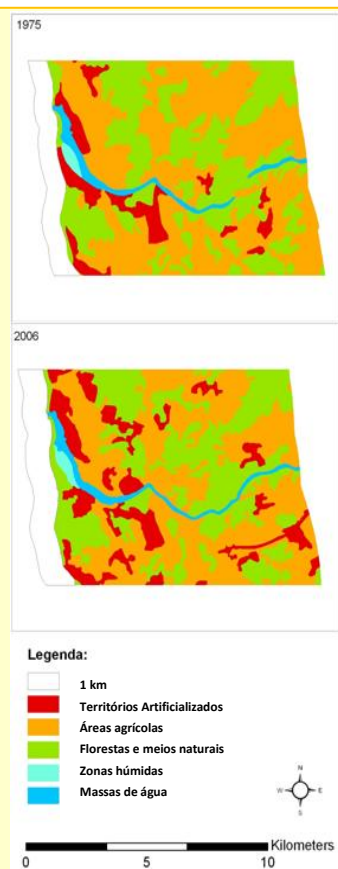 1975
2006
Legenda:
1 km
Territórios Artificializados
Áreas agrícolas
Florestas e meios naturais
Zonas húmidas
Massas de água
N
W E
S
Kilometers
0 5 10